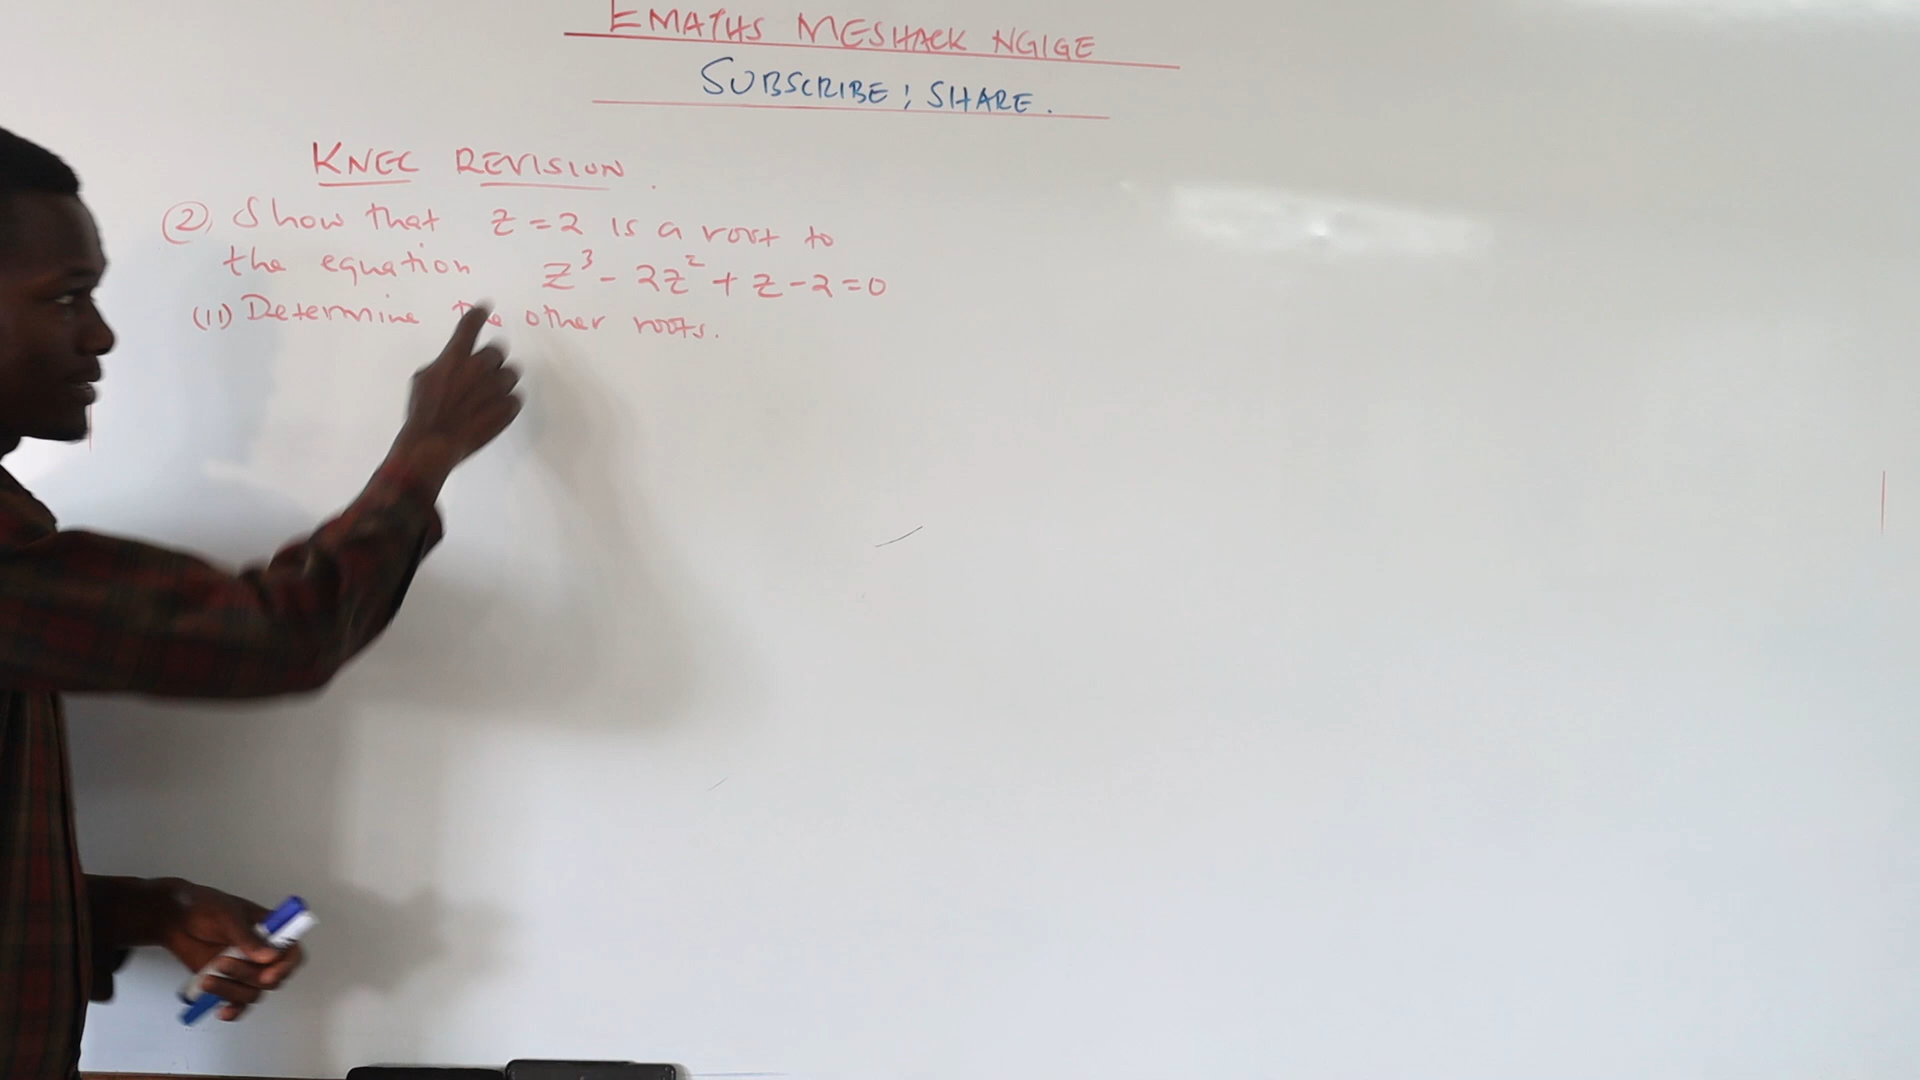 EMATHS MESHACK NGIGE
SUBSCRIBE; SHARE.
KNEC REVISION.
(2) Show that z=2 is a root to
the equation z³ - 2z² + z - 2 = 0
(11) Determine the other roots.